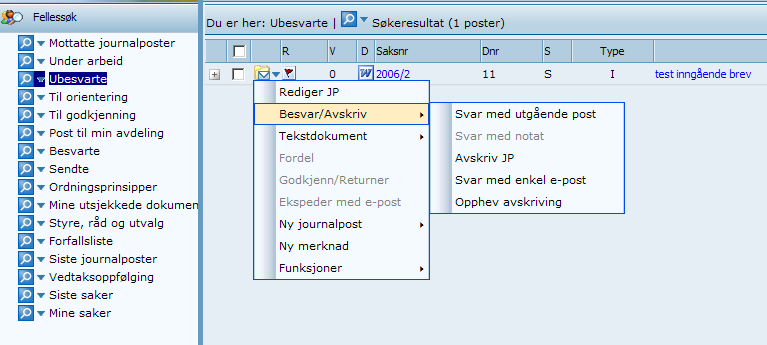 Fellessøk
Mottatte journalposter
Under arbeid
Ubesvarte
Til orientering
Til godkjenning
Post til min avdeling
Besvarte
Sendte
Ordningsprinsipper
Mine utsjekkede dokumen
Styre, råd og utvalg
Forfallsliste
Siste journalposter
Vedtaksoppfølging
Siste saker
Mine saker
Du er her: Ubesvarte | Søkeresultat (1 poster)
R V D Saksnr Dnr S Type
0 W 2006/2 11 S I test inngående brev
Rediger JP
Besvar/Avskriv
Tekstdokument
Fordel
Godkjenn/Returner
Ekspeder med e-post
Ny journalpost
Ny merknad
Funksjoner
Svar med utgående post
Svar med notat
Avskriv JP
Svar med enkel e-post
Opphev avskriving